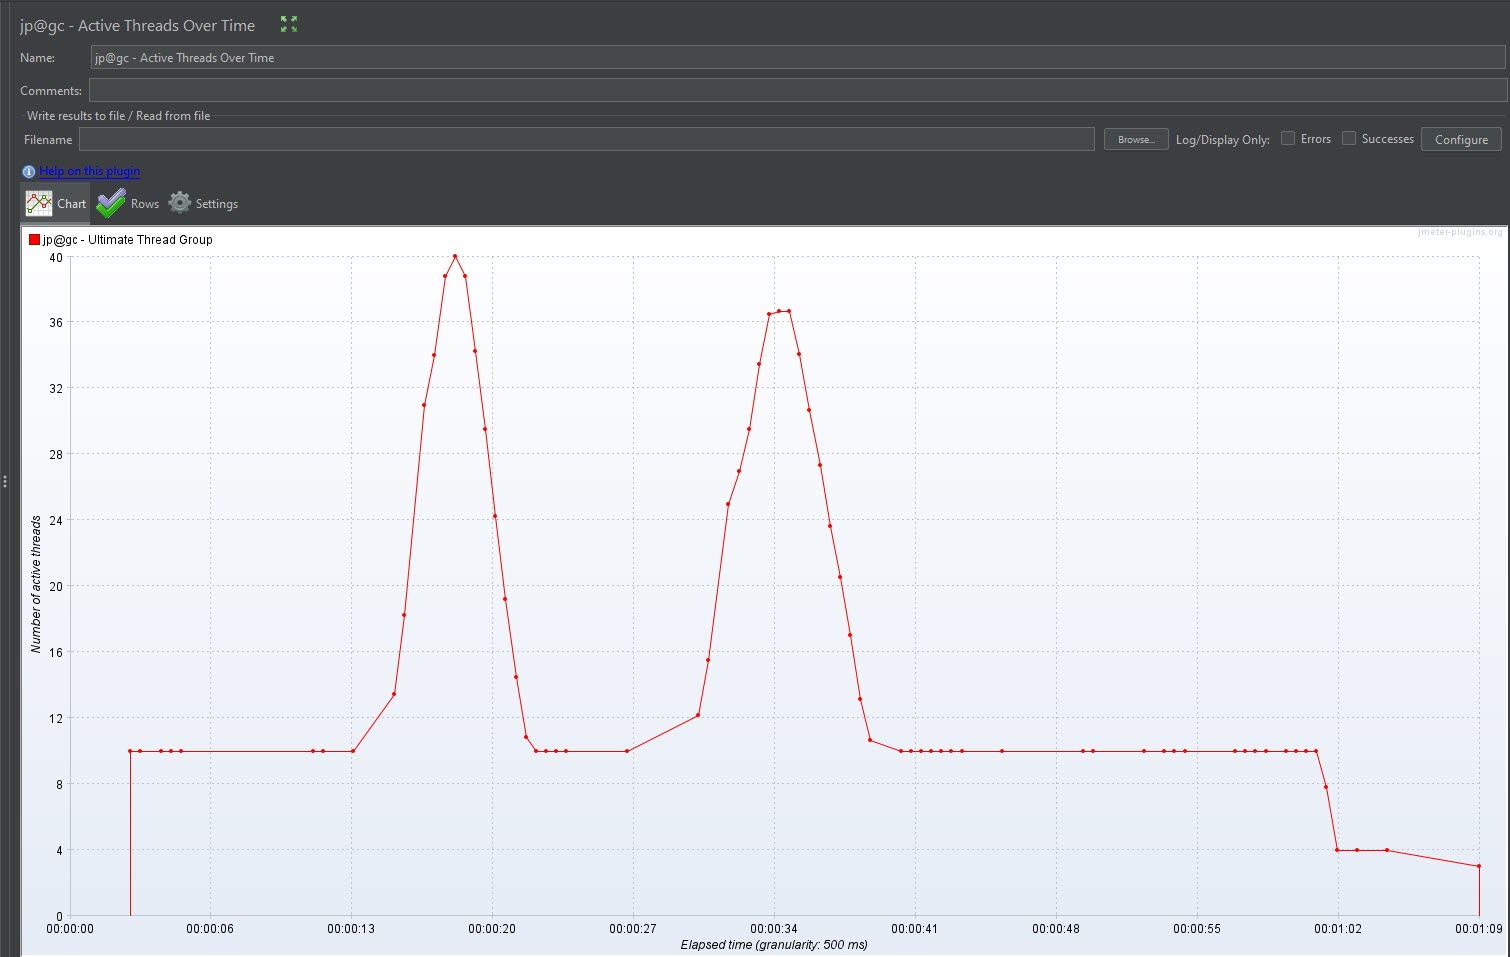 jp@gc - Active Threads Over Time
Name: jp@gc - Active Threads Over Time
Comments:
Write results to file / Read from file
Filename Browse... Log/Display Only: Errors Successes Configure
Help on this plugin
Chart Rows Settings
jmeter-plugins.org
jp@gc - Ultimate Thread Group
40
36
32
28
24
20
16
12
8
4
0
Number of active threads
00:00:00 00:00:06 00:00:13 00:00:20 00:00:27 00:00:34 00:00:41 00:00:48 00:00:55 00:01:02 00:01:09
Elapsed time (granularity: 500 ms)